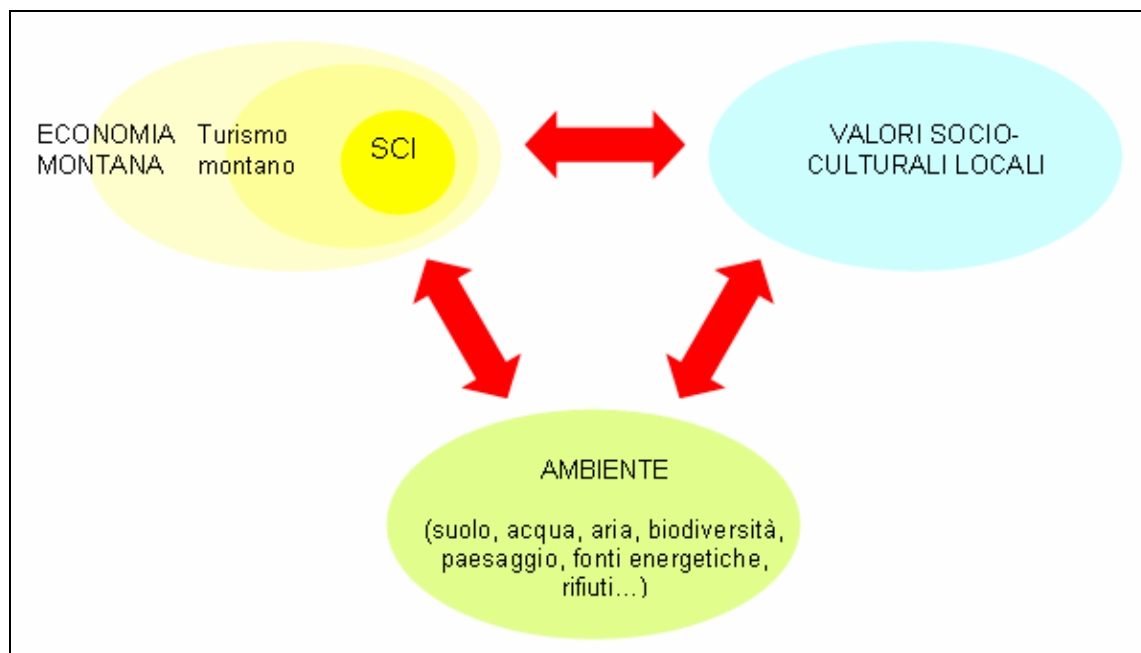 ECONOMIA
MONTANA
Turismo
montano
SCI
VALORI SOCIO-
CULTURALI LOCALI
AMBIENTE
(suolo, acqua, aria, biodiversità,
paesaggio, fonti energetiche,
rifiuti...)